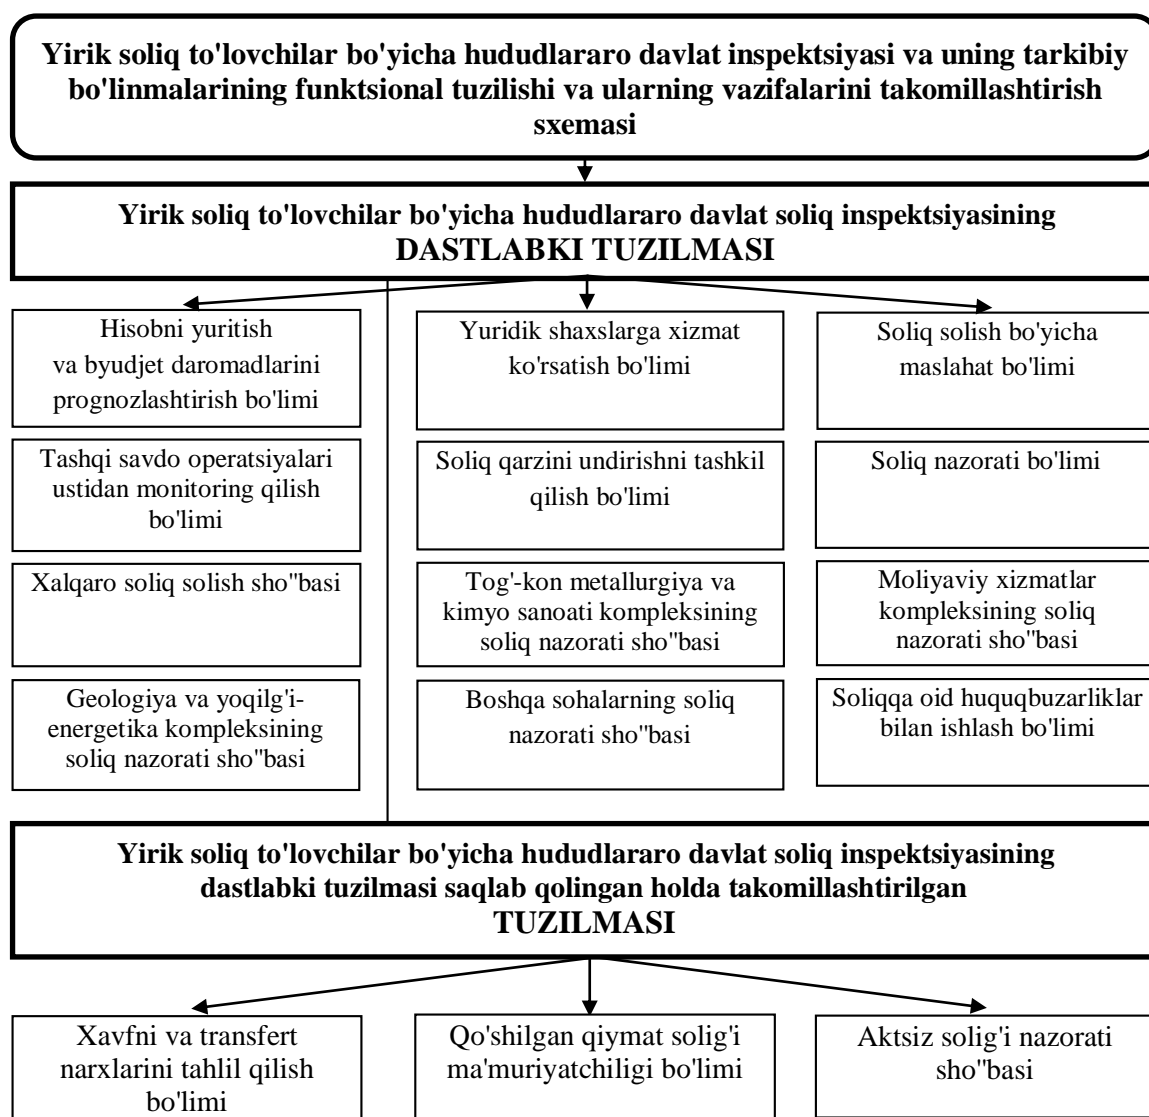 Yirik soliq to'lovchilar bo'yicha hududlararo davlat inspektsiyasi va uning tarkibiy
bo'linmalarining funktsional tuzilishi va ularning vazifalarini takomillashtirish
sxemasi
Yirik soliq to'lovchilar bo'yicha hududlararo davlat soliq inspektsiyasining
DASTLABKI TUZILMASI
Hisobni yuritish
va byudjet daromadlarini
prognozlashtirish bo'limi
Yuridik shaxslarga xizmat
ko'rsatish bo'limi
Soliq solish bo'yicha
maslahat bo'limi
Tashqi savdo operatsiyalari
ustidan monitoring qilish
bo'limi
Soliq qarzini undirishni tashkil
qilish bo'limi
Soliq nazorati bo'limi
Xalqaro soliq solish sho''basi
Tog'-kon metallurgiya va
kimyo sanoati kompleksining
soliq nazorati sho''basi
Moliyaviy xizmatlar
kompleksining soliq
nazorati sho''basi
Geologiya va yoqilg'i-
energetika kompleksining
soliq nazorati sho''basi
Boshqa sohalarning soliq
nazorati sho''basi
Soliqqa oid huquqbuzarliklar
bilan ishlash bo'limi
Yirik soliq to'lovchilar bo'yicha hududlararo davlat soliq inspektsiyasining
dastlabki tuzilmasi saqlab qolingan holda takomillashtirilgan
TUZILMASI
Xavfni va transfert
narxlarini tahlil qilish
bo'limi
Qo'shilgan qiymat solig'i
ma'muriyatchiligi bo'limi
Aktsiz solig'i nazorati
sho''basi